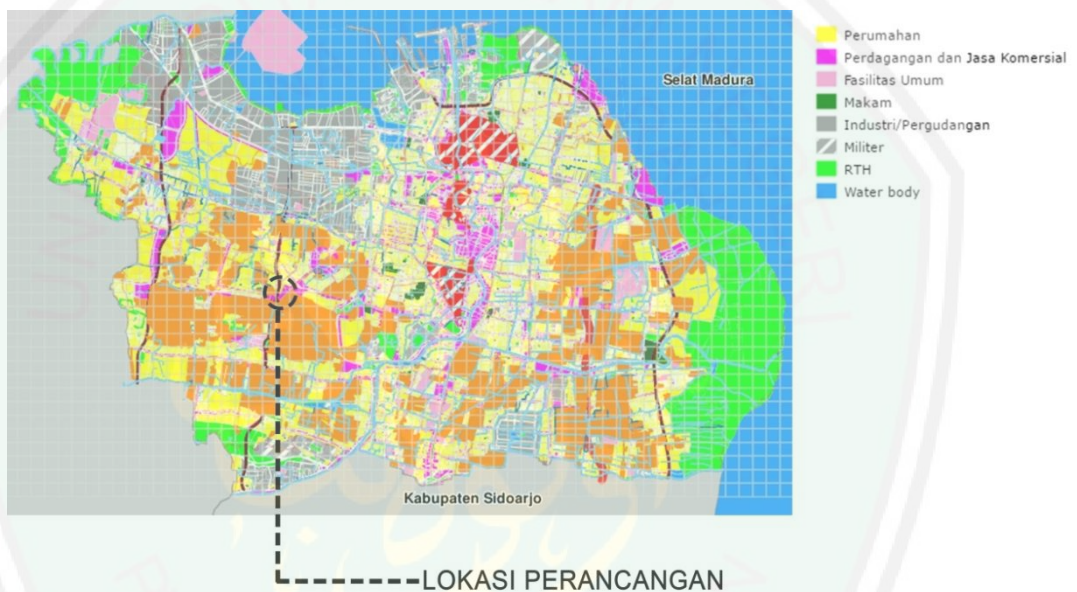 Selat Madura
Kabupaten Sidoarjo
Perumahan
Perdagangan dan Jasa Komersial
Fasilitas Umum
Makam
Industri/Pergudangan
Militer
RTH
Water body
LOKASI PERANCANGAN